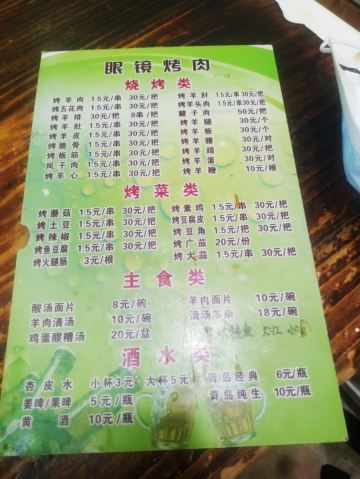 眼镜烤肉
烧烤类
烤羊肉 1.5元/串 30元/把
烤五花肉 1.5元/串 30元/把
烤羊排 30元/把 8串/把
烤羊肚 1.5元/串 30元/把
烤羊皮 1.5元/串 30元/把
烤脆骨 1.5元/串 30元/把
烤板筋 1.5元/串 30元/把
风干肉 1.5元/串 30元/把
烤羊心 1.5元/串 30元/把
烤羊肝 1.5元/串 30元/把
烤羊头肉 1.5元/串 30元/把
腱子肉 50元/把
烤羊腿 30元/个
烤羊板 30元/个
烤羊腰 30元/对
烤羊蹄 30元/对
烤羊蛋 30元/对
烤羊鞭 10元/根
烤菜类
烤蘑菇 1.5元/串 30元/把
烤土豆 1.5元/串 30元/把
烤辣椒 1.5元/串 30元/把
烤鱼豆腐 1.5元/串 30元/把
烤火腿肠 3元/根
烤素鸡 1.5元/串 30元/把
烤豆腐皮 1.5元/串 30元/把
烤豆角 1.5元/串 30元/把
烤广茄 20元/份
烤大蒜 1.5元/串 30元/把
主食类
酸汤面片 8元/碗
羊肉清汤 10元/碗
鸡蛋醪糟汤 20元/盆
羊肉面片 10元/碗
清汤羊杂 18元/碗
酒水类
杏皮水 小杯3元 大杯5元
姜啤/果啤 5元/瓶
黄酒 10元/瓶
青岛经典 6元/瓶
青岛纯生 10元/瓶